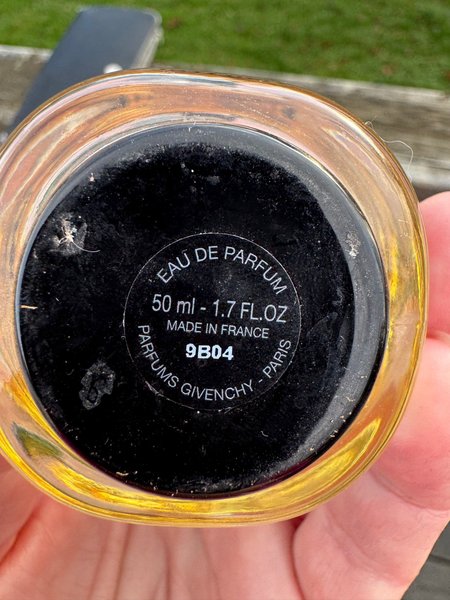 EAU DE PARFUM
50 ml - 1.7 FL.OZ
MADE IN FRANCE
9B04
PARFUMS GIVENCHY - PARIS